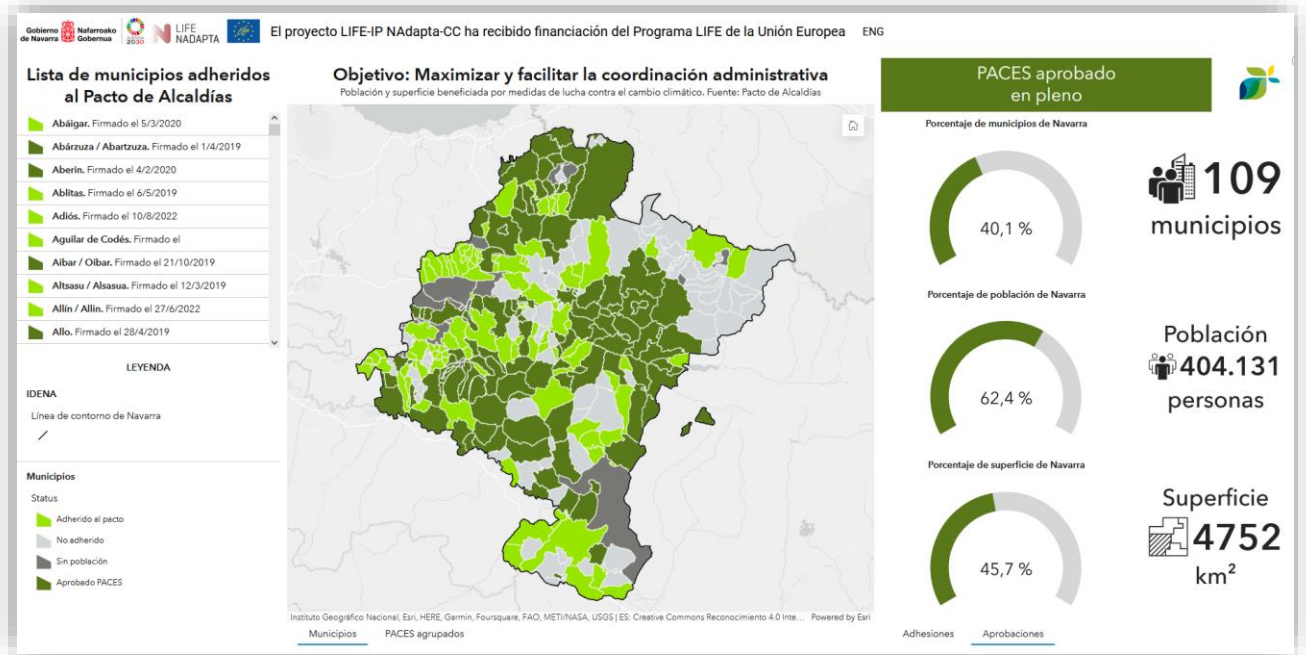 Gobierno de Navarra
Nafarroako Gobernua
2030
LIFE
NADAPTA
El proyecto LIFE-IP NAdapta-CC ha recibido financiación del Programa LIFE de la Unión Europea
ENG
Lista de municipios adheridos
al Pacto de Alcaldías
Abáigar. Firmado el 5/3/2020
Abárzuza / Abartzuza. Firmado el 1/4/2019
Aberin. Firmado el 4/2/2020
Ablitas. Firmado el 6/5/2019
Adiós. Firmado el 10/8/2022
Aguilar de Codés. Firmado el
Aibar / Oibar. Firmado el 21/10/2019
Altsasu / Alsasua. Firmado el 12/3/2019
Allín / Allin. Firmado el 27/6/2022
Allo. Firmado el 28/4/2019
LEYENDA
IDENA
Línea de contorno de Navarra
Municipios
Status
Adherido al pacto
No adherido
Sin población
Aprobado PACES
Objetivo: Maximizar y facilitar la coordinación administrativa
Población y superficie beneficiada por medidas de lucha contra el cambio climático. Fuente: Pacto de Alcaldías
Instituto Geográfico Nacional, Esri, HERE, Garmin, Foursquare, FAO, METI/NASA, USGS | ES: Creative Commons Reconocimiento 4.0 Inte... Powered by Esri
Municipios PACES agrupados
PACES aprobado
en pleno
Porcentaje de municipios de Navarra
40,1 %
109
municipios
Porcentaje de población de Navarra
62,4 %
Población
404.131
personas
Porcentaje de superficie de Navarra
45,7 %
Superficie
4752
km²
Adhesiones Aprobaciones